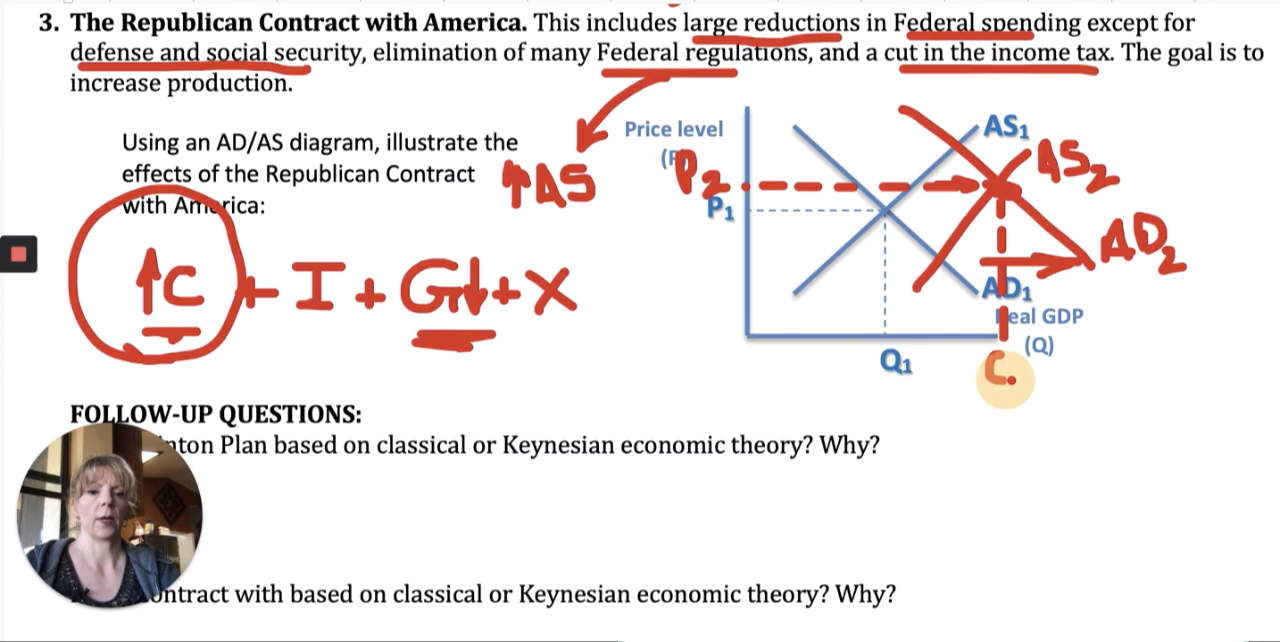 3. The Republican Contract with America. This includes large reductions in Federal spending except for
defense and social security, elimination of many Federal regulations, and a cut in the income tax. The goal is to
increase production.
Using an AD/AS diagram, illustrate the
effects of the Republican Contract
with America:
↑AS
↑C + I + G↓ + X
Price level
(P
P2
P1
AS1
AS2
AD2
AD1
Real GDP
(Q)
Q1
FOLLOW-UP QUESTIONS:
Plan based on classical or Keynesian economic theory? Why?
with based on classical or Keynesian economic theory? Why?